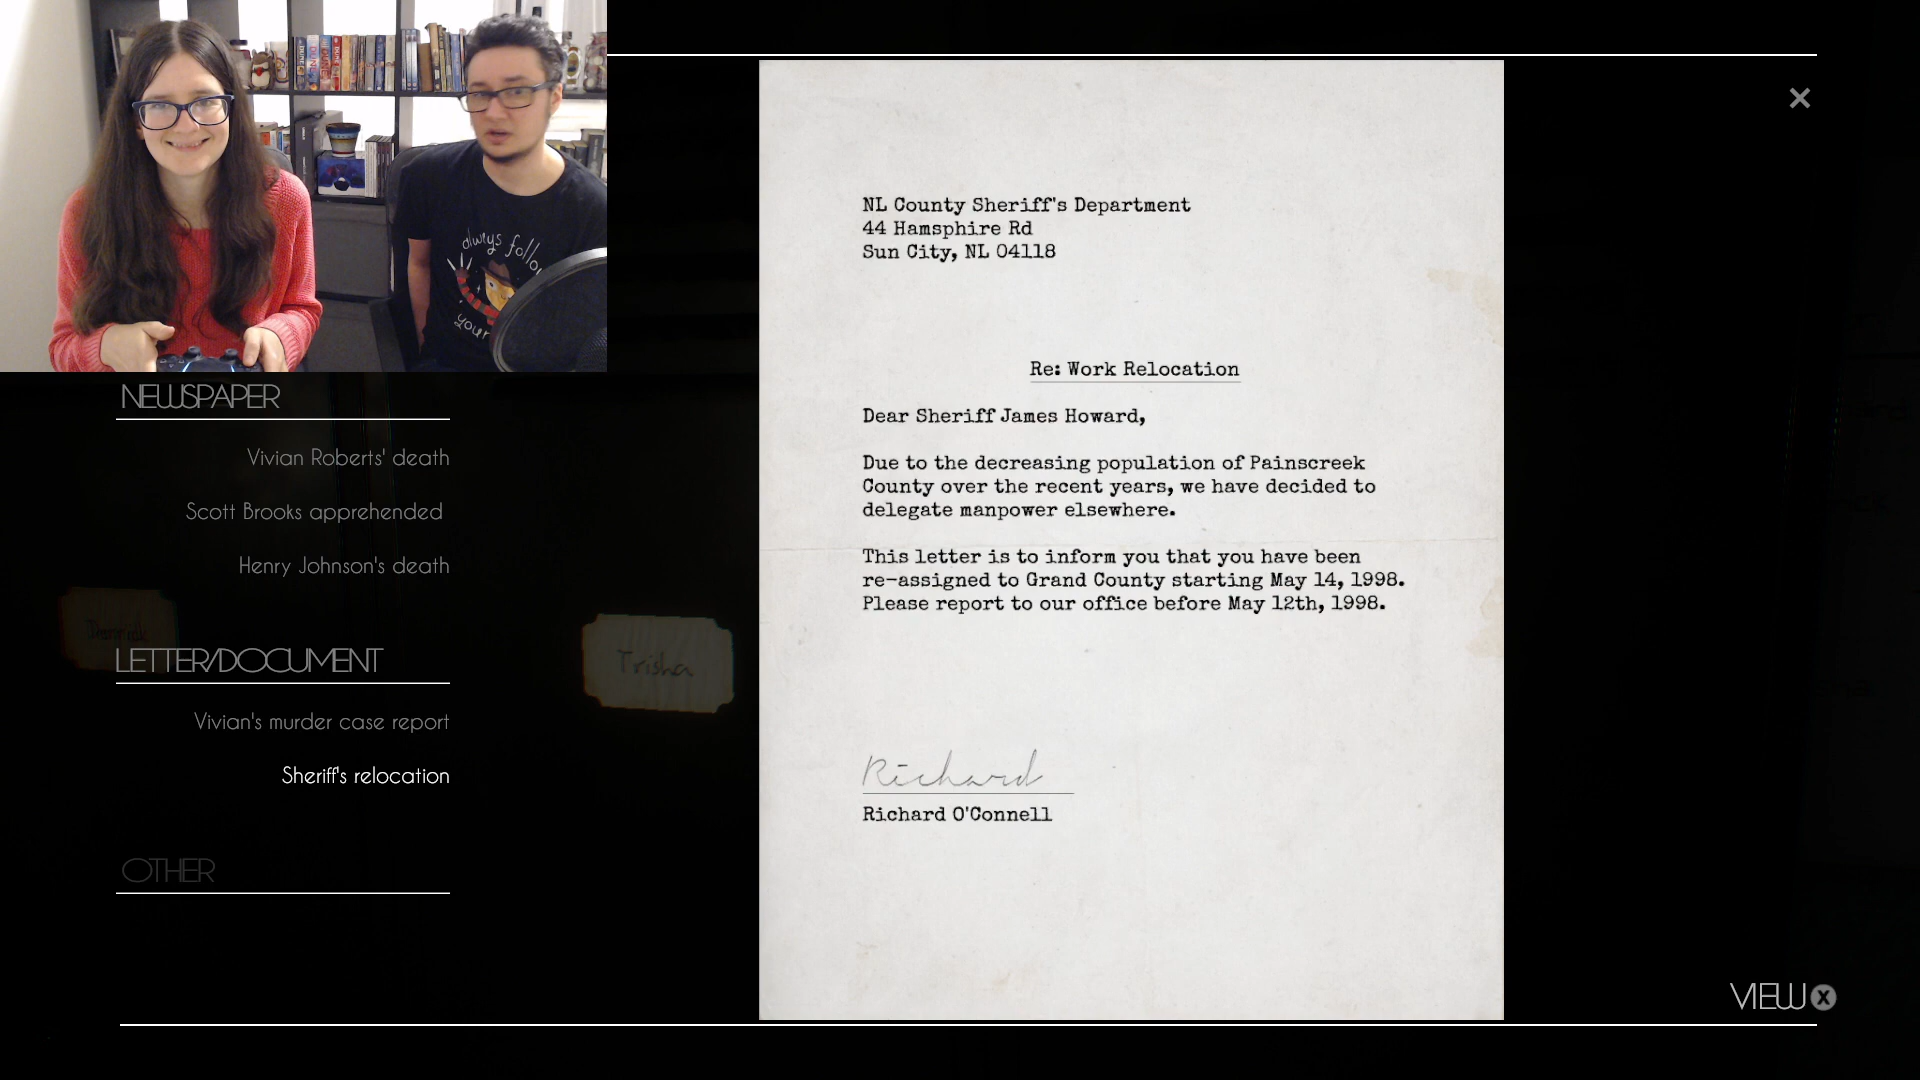 always follow
your
NEWSPAPER
Vivian Roberts' death
Scott Brooks apprehended
Henry Johnson's death
LETTER/DOCUMENT
Vivian's murder case report
Sheriff's relocation
OTHER
Trisha
NL County Sheriff's Department
44 Hamsphire Rd
Sun City, NL 04118
Re: Work Relocation
Dear Sheriff James Howard,
Due to the decreasing population of Painscreek
County over the recent years, we have decided to
delegate manpower elsewhere.
This letter is to inform you that you have been
re-assigned to Grand County starting May 14, 1998.
Please report to our office before May 12th, 1998.
Richard
Richard O'Connell
VIEW X